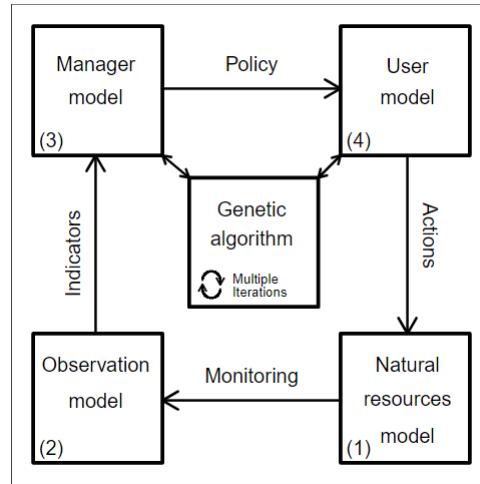 Manager
model
(3)
Policy
User
model
(4)
Genetic
algorithm
Multiple
Iterations
Indicators
Actions
Observation
model
(2)
Monitoring
Natural
resources
model
(1)